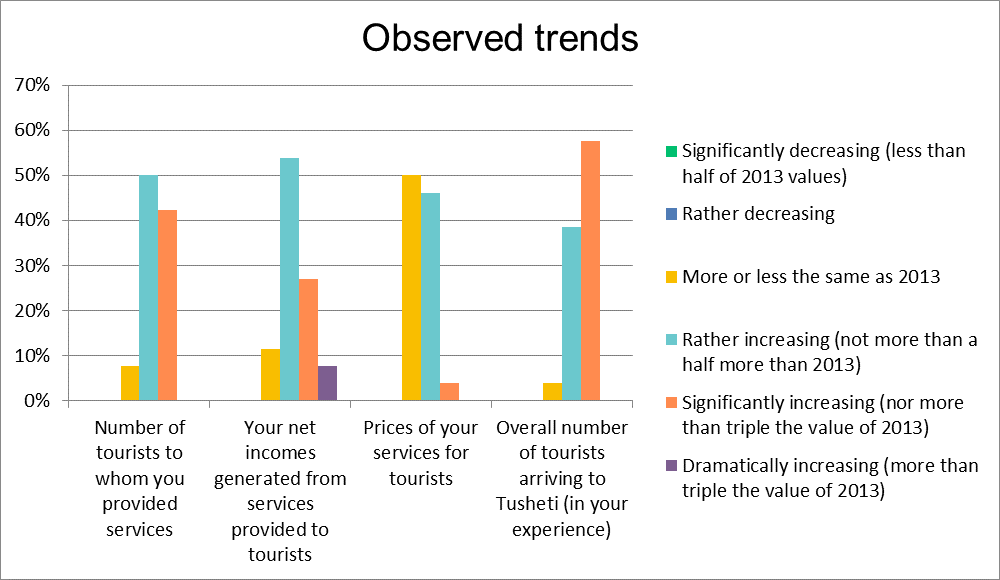 Observed trends
70%
60%
50%
40%
30%
20%
10%
0%
Number of
tourists to
whom you
provided
services
Your net
incomes
generated from
services
provided to
tourists
Prices of your
services for
tourists
Overall number
of tourists
arriving to
Tusheti (in your
experience)
Significantly decreasing (less than
half of 2013 values)
Rather decreasing
More or less the same as 2013
Rather increasing (not more than a
half more than 2013)
Significantly increasing (nor more
than triple the value of 2013)
Dramatically increasing (more than
triple the value of 2013)